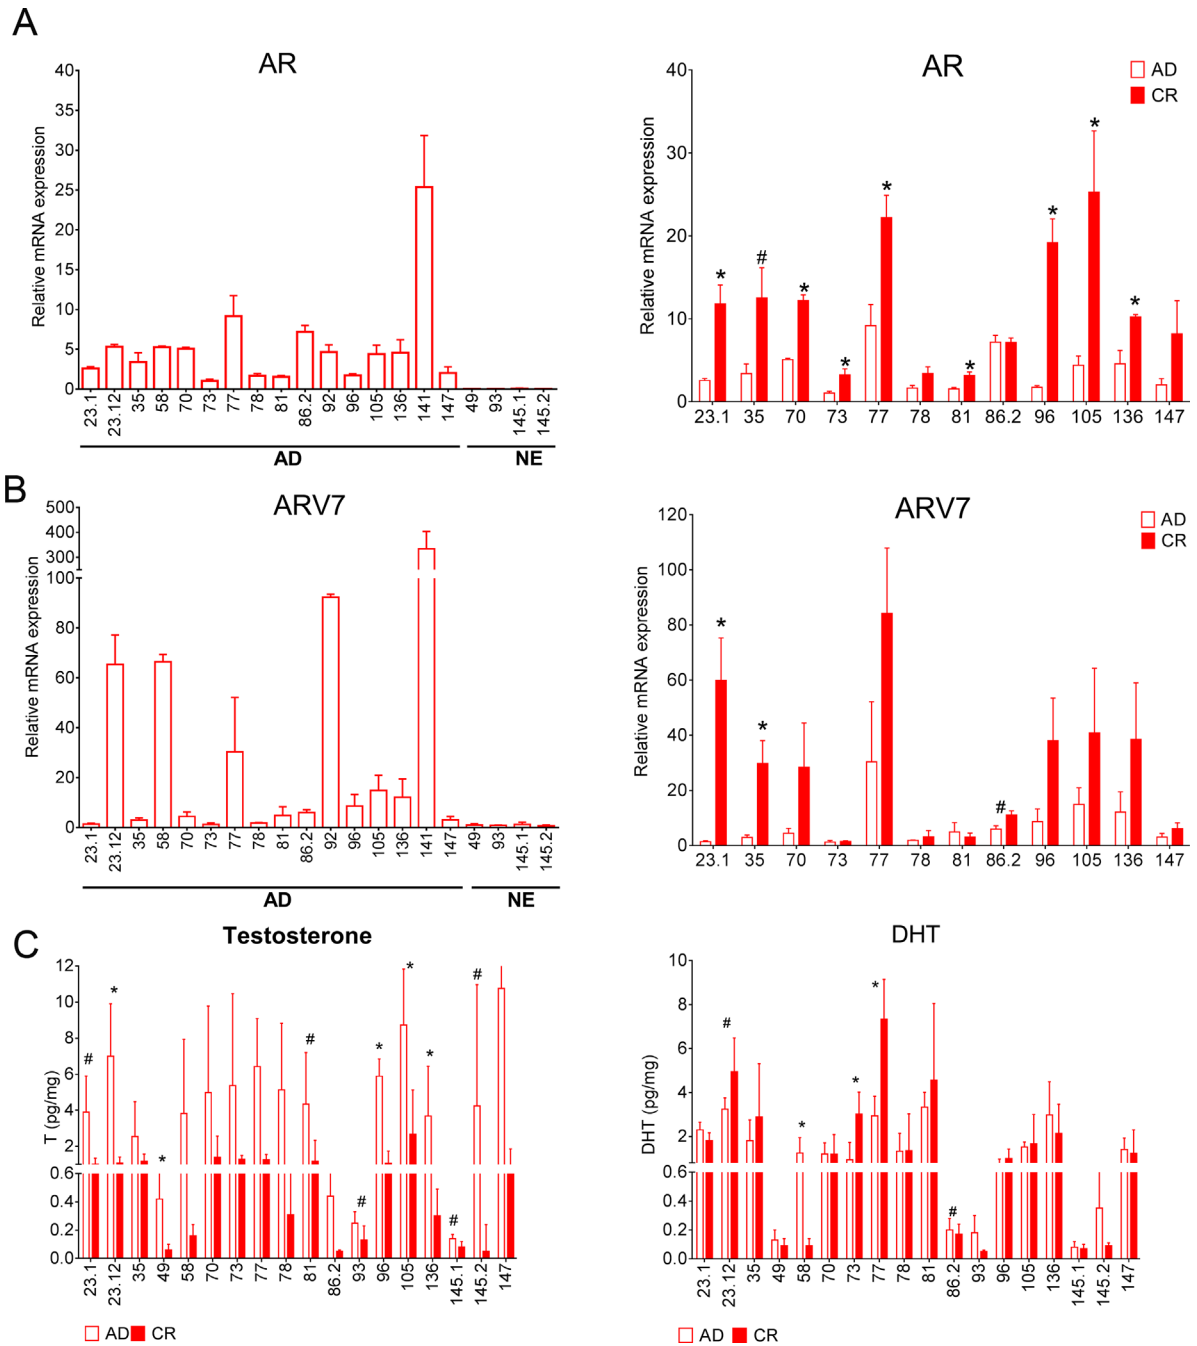 A
AR
40
35
30
25
20
15
10
5
0
Relative mRNA expression
23.1 23.12 35 58 70 73 77 78 81 86.2 92 96 105 136 141 147 49 93 145.1 145.2
AD NE
AR
AD
CR
40
30
20
10
0
Relative mRNA expression
* # * * * * * * *
23.1 35 70 73 77 78 81 86.2 96 105 136 147
B
ARV7
500
400
300
100
80
60
40
20
0
Relative mRNA expression
23.1 23.12 35 58 70 73 77 78 81 86.2 92 96 105 136 141 147 49 93 145.1 145.2
AD NE
ARV7
AD
CR
120
100
80
60
40
20
0
Relative mRNA expression
* * #
23.1 35 70 73 77 78 81 86.2 96 105 136 147
C
Testosterone
12
10
8
6
4
2
0.6
0.4
0.2
0.0
T (pg/mg)
# * * # # * * * # #
23.1 23.12 35 49 58 70 73 77 78 81 86.2 93 96 105 136 145.1 145.2 147
AD CR
DHT
10
8
6
4
2
0.6
0.4
0.2
0.0
DHT (pg/mg)
# * * * #
23.1 23.12 35 49 58 70 73 77 78 81 86.2 93 96 105 136 145.1 145.2 147
AD CR